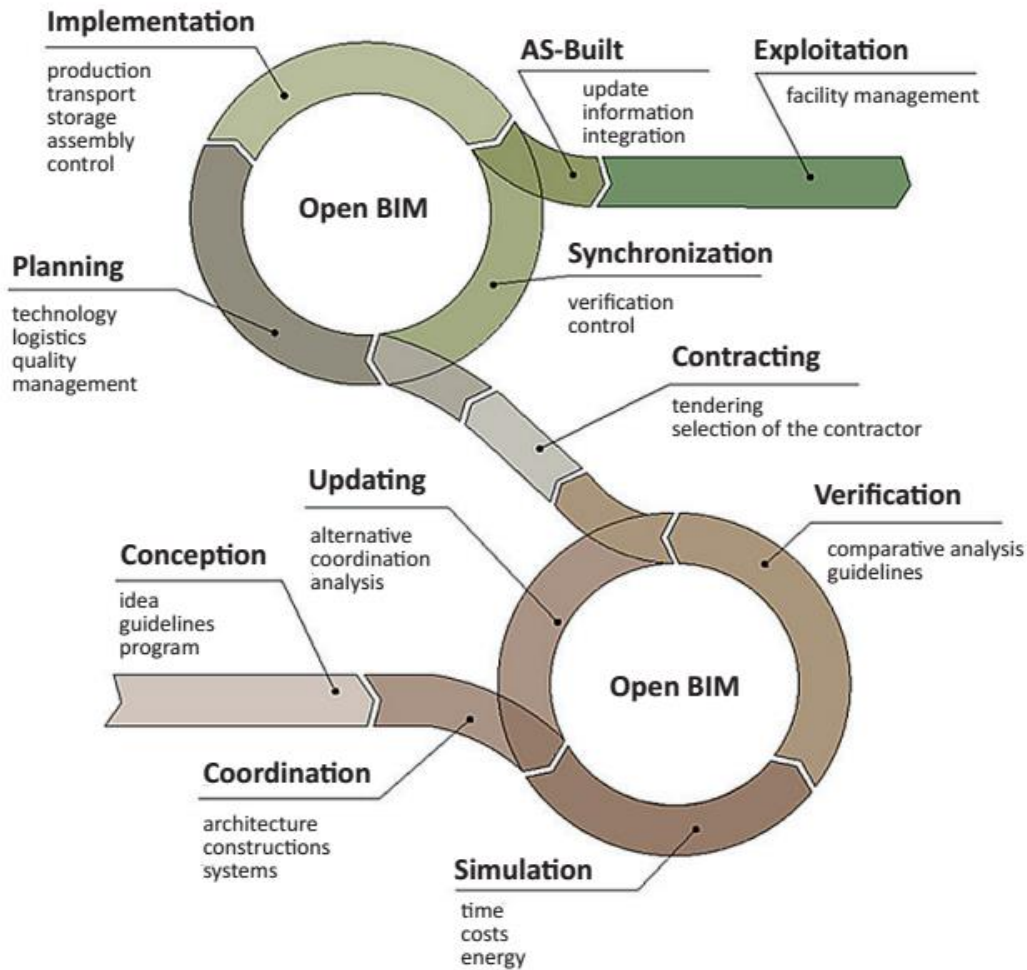 Implementation
production
transport
storage
assembly
control
AS-Built
update
information
integration
Exploitation
facility management
Open BIM
Planning
technology
logistics
quality
management
Synchronization
verification
control
Contracting
tendering
selection of the contractor
Updating
alternative
coordination
analysis
Verification
comparative analysis
guidelines
Conception
idea
guidelines
program
Open BIM
Coordination
architecture
constructions
systems
Simulation
time
costs
energy